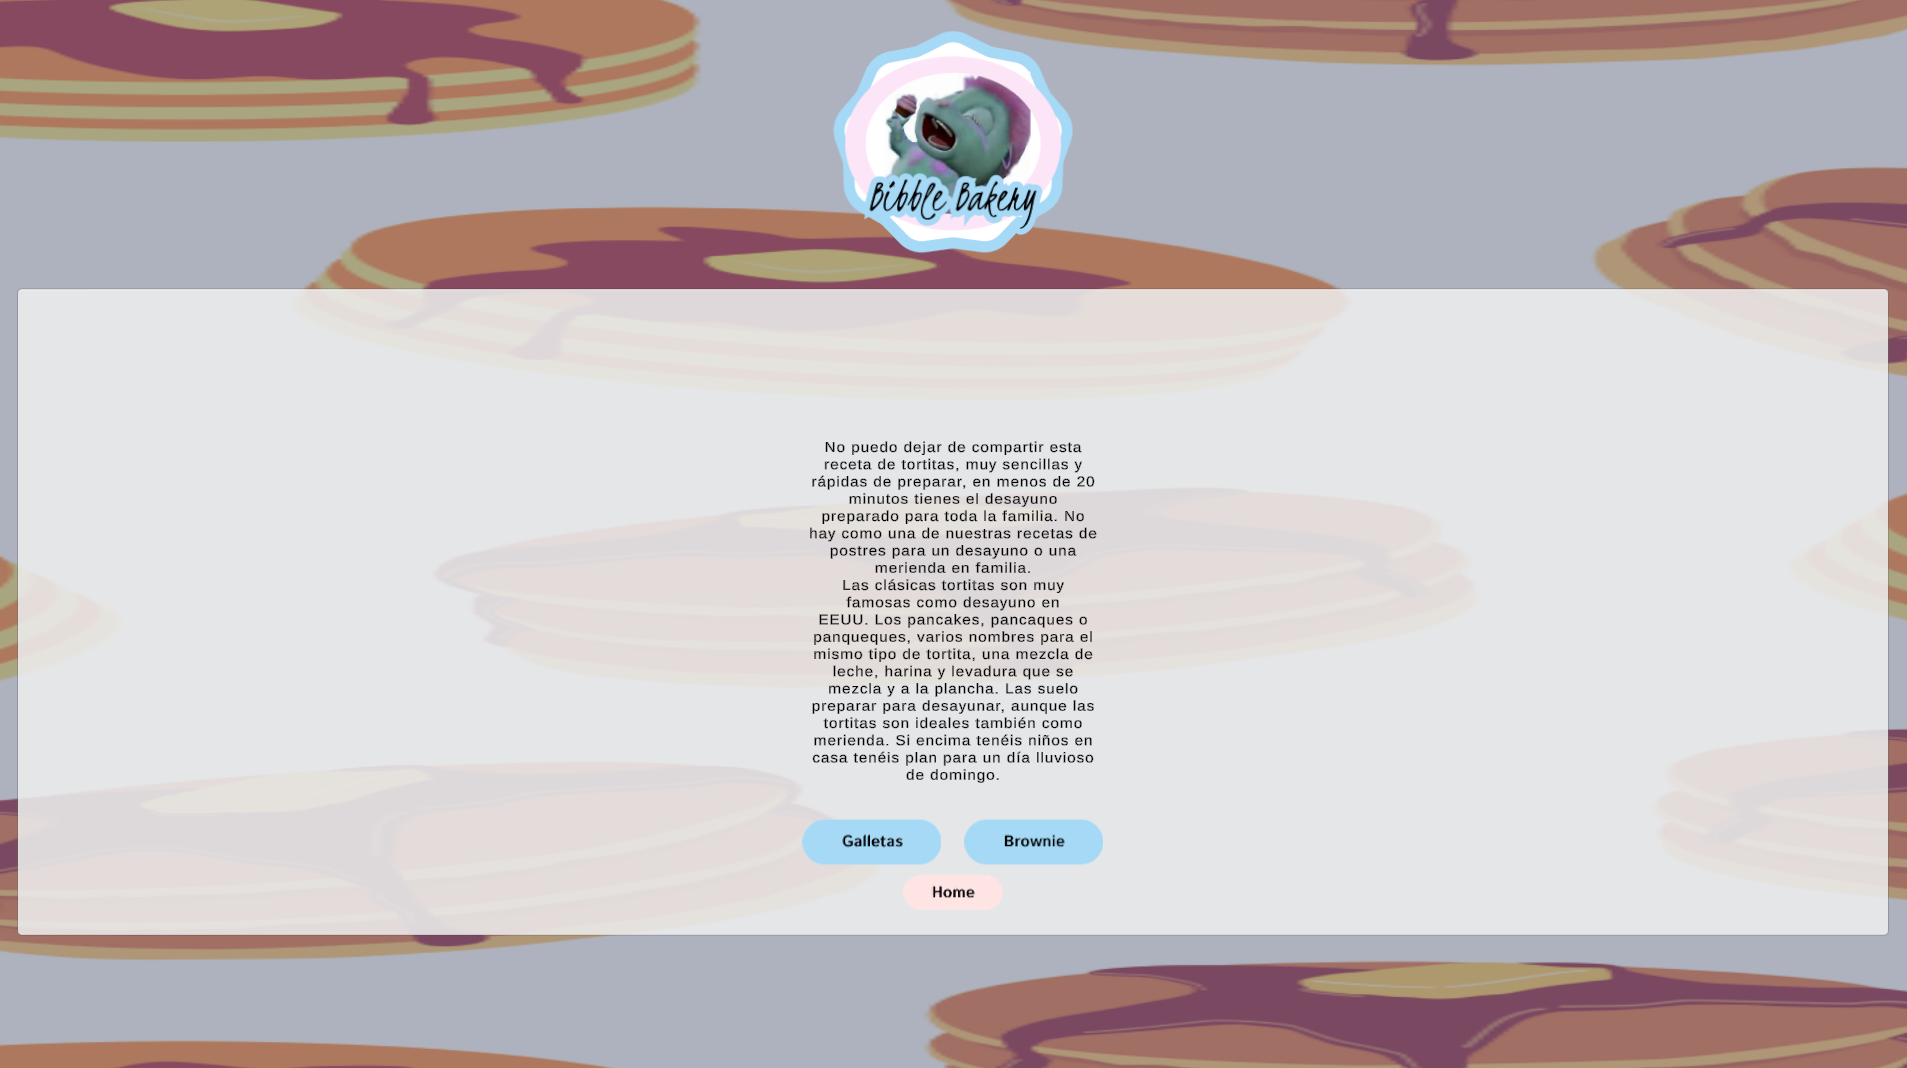 Bibble Bakery
No puedo dejar de compartir esta
receta de tortitas, muy sencillas y
rápidas de preparar, en menos de 20
minutos tienes el desayuno
preparado para toda la familia. No
hay como una de nuestras recetas de
postres para un desayuno o una
merienda en familia.
Las clásicas tortitas son muy
famosas como desayuno en
EEUU. Los pancakes, pancaques o
panqueques, varios nombres para el
mismo tipo de tortita, una mezcla de
leche, harina y levadura que se
mezcla y a la plancha. Las suelo
preparar para desayunar, aunque las
tortitas son ideales también como
merienda. Si encima tenéis niños en
casa tenéis plan para un día lluvioso
de domingo.
Galletas Brownie
Home